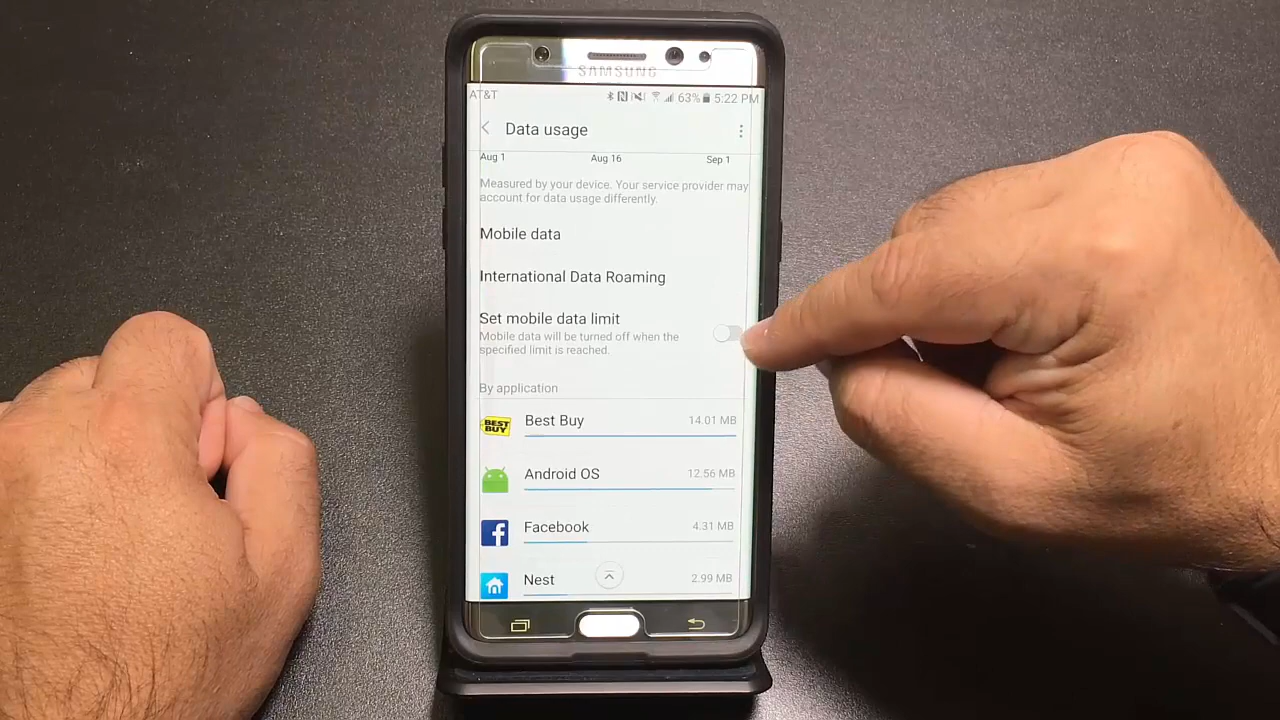 SAMSUNG
AT&T 63% 5:22 PM
Data usage
Aug 1 Aug 16 Sep 1
Measured by your device. Your service provider may
account for data usage differently.
Mobile data
International Data Roaming
Set mobile data limit
Mobile data will be turned off when the
specified limit is reached.
By application
BEST
BUY
Best Buy 14.01 MB
Android OS 12.56 MB
f
Facebook 4.31 MB
Nest 2.99 MB